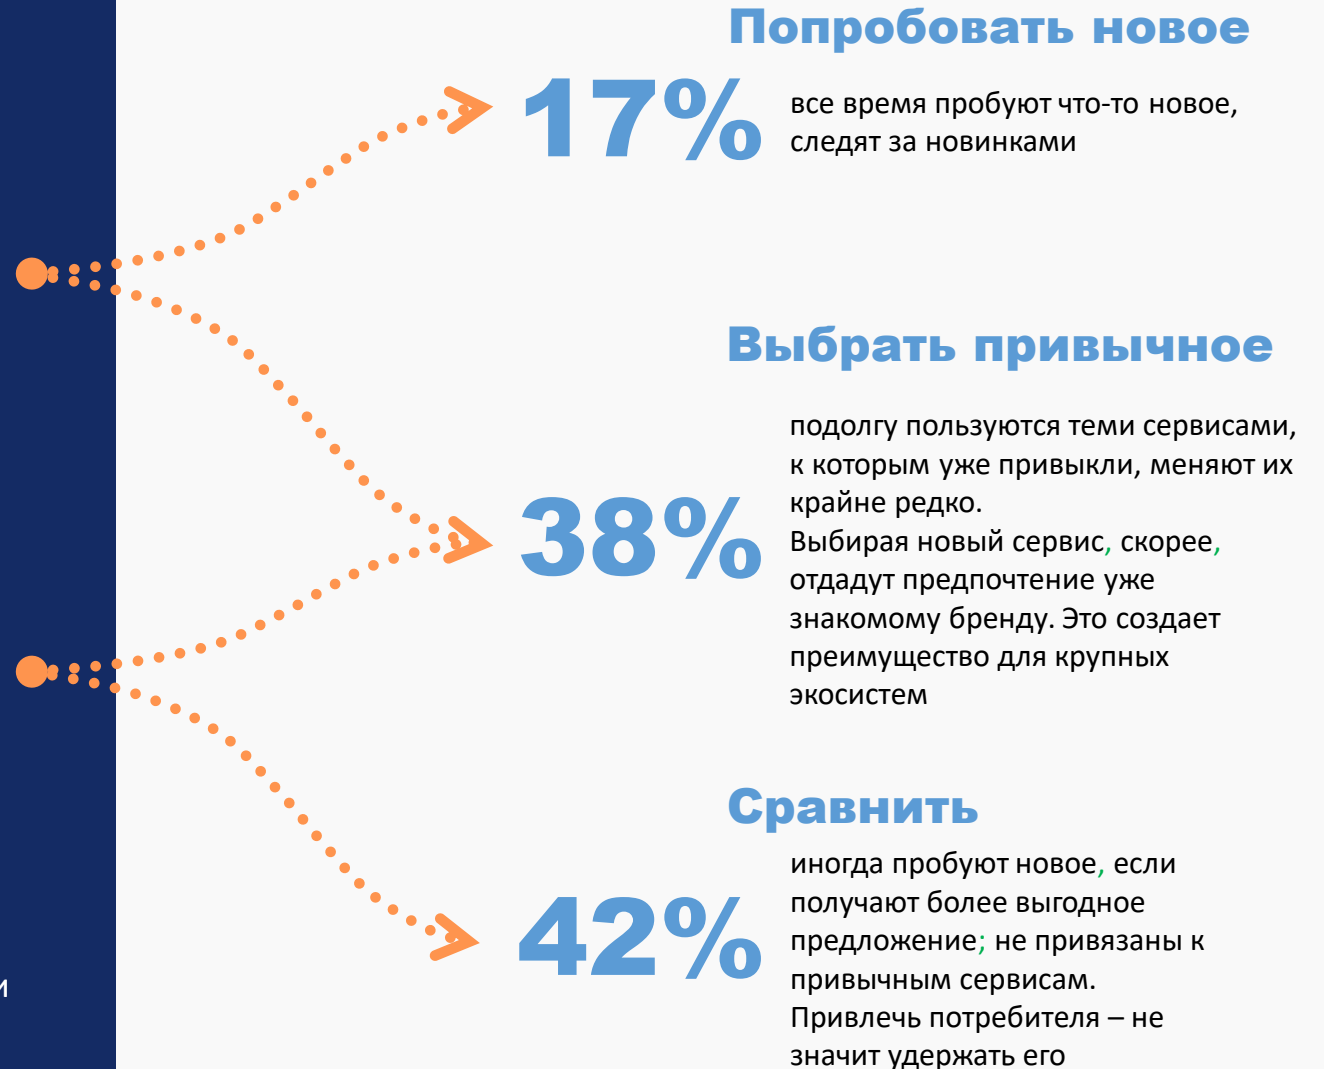 Попробовать новое
17%
все время пробуют что-то новое,
следят за новинками
Выбрать привычное
38%
подолгу пользуются теми сервисами,
к которым уже привыкли, меняют их
крайне редко.
Выбирая новый сервис, скорее,
отдадут предпочтение уже
знакомому бренду. Это создает
преимущество для крупных
экосистем
Сравнить
42%
иногда пробуют новое, если
получают более выгодное
предложение; не привязаны к
привычным сервисам.
Привлечь потребителя – не
значит удержать его
и